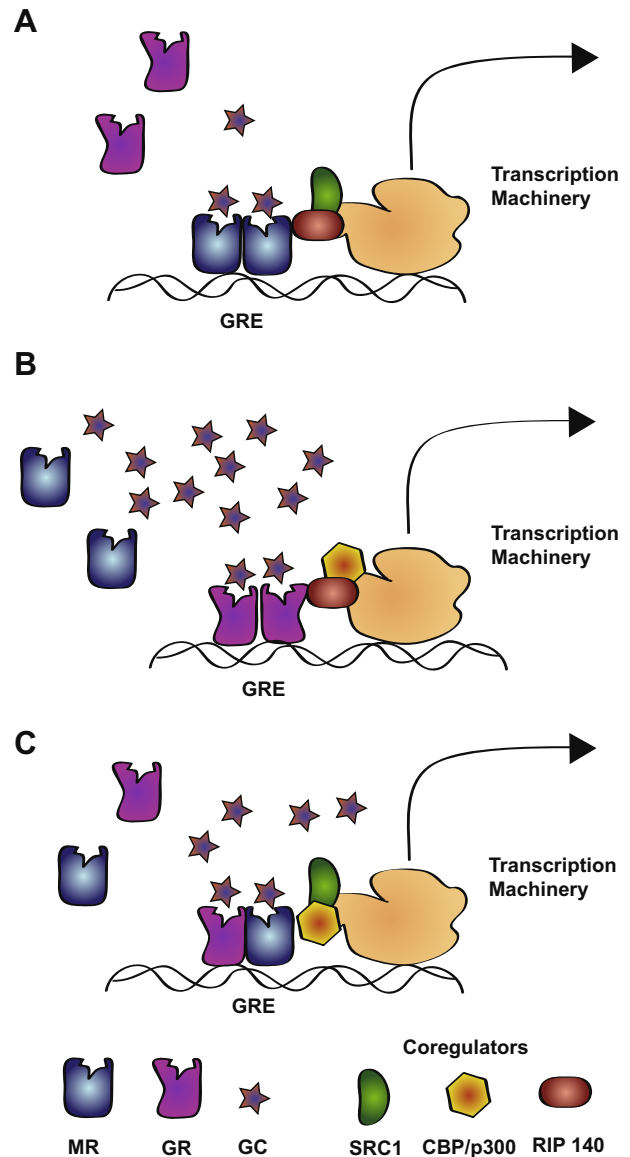 A
Transcription
Machinery
GRE
B
Transcription
Machinery
GRE
C
Transcription
Machinery
GRE
Coregulators
MR GR GC SRC1 CBP/p300 RIP 140